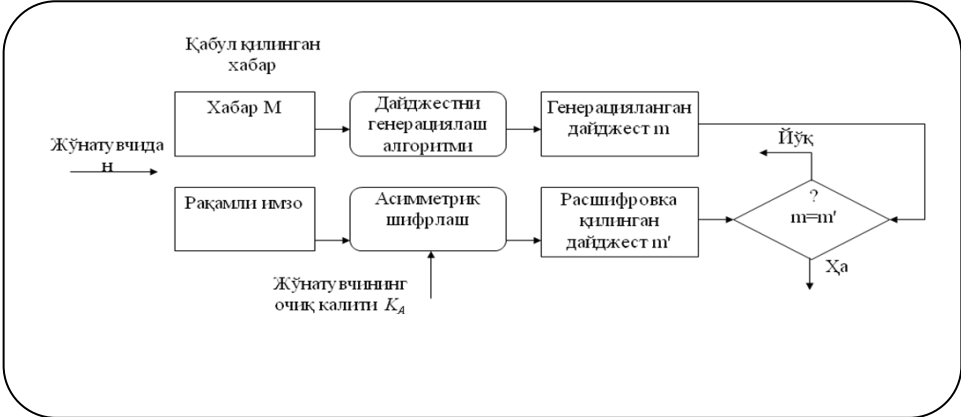 Қабул қилинган
хабар
Хабар M
Дайджестни
генерациялаш
алгоритми
Генерацияланган
дайджест m
Жўнатувчида
н
Йўқ
Рақамли имзо
Асимметрик
шифрлаш
Расшифровка
қилинган
дайджест m'
?
m=m'
Ҳа
Жўнатувчининг
очиқ калити K_A